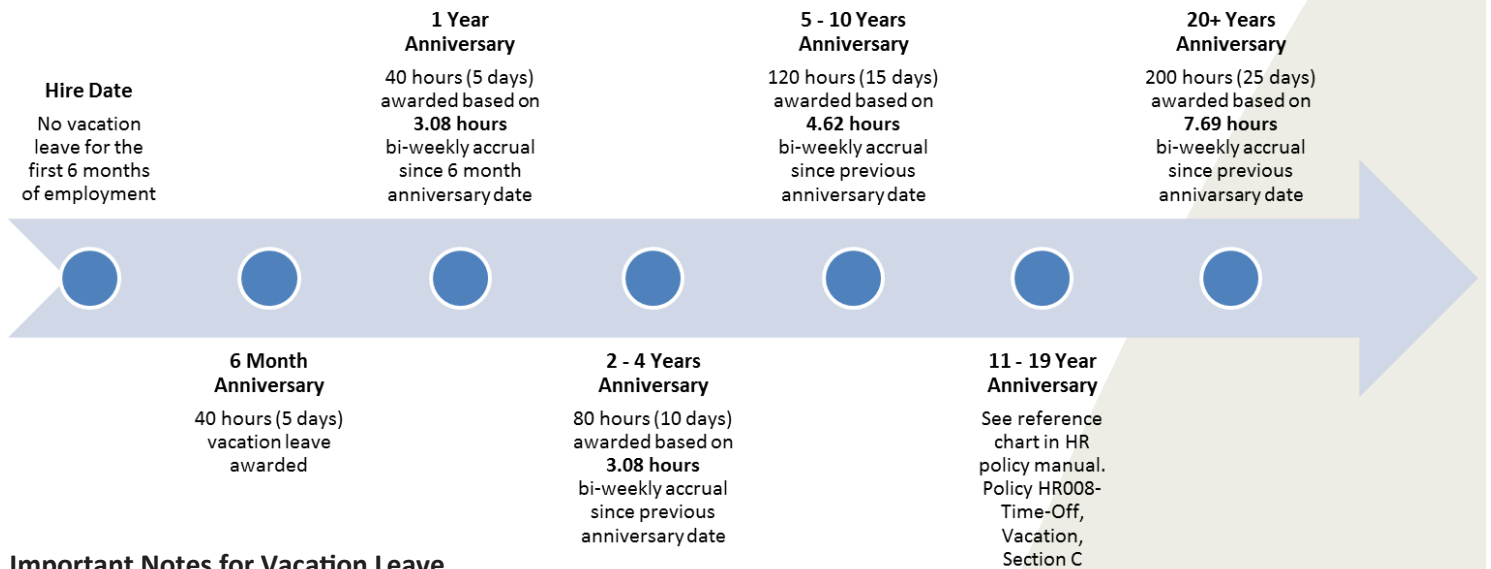 Hire Date
No vacation
leave for the
first 6 months
of employment
6 Month
Anniversary
40 hours (5 days)
vacation leave
awarded
1 Year
Anniversary
40 hours (5 days)
awarded based on
3.08 hours
bi-weekly accrual
since 6 month
anniversary date
2 - 4 Years
Anniversary
80 hours (10 days)
awarded based on
3.08 hours
bi-weekly accrual
since previous
anniversary date
5 - 10 Years
Anniversary
120 hours (15 days)
awarded based on
4.62 hours
bi-weekly accrual
since previous
anniversary date
11 - 19 Year
Anniversary
See reference
chart in HR
policy manual.
Policy HR008-
Time-Off,
Vacation,
Section C
20+ Years
Anniversary
200 hours (25 days)
awarded based on
7.69 hours
bi-weekly accrual
since previous
annivarsary date
Important Notes for Vacation Leave